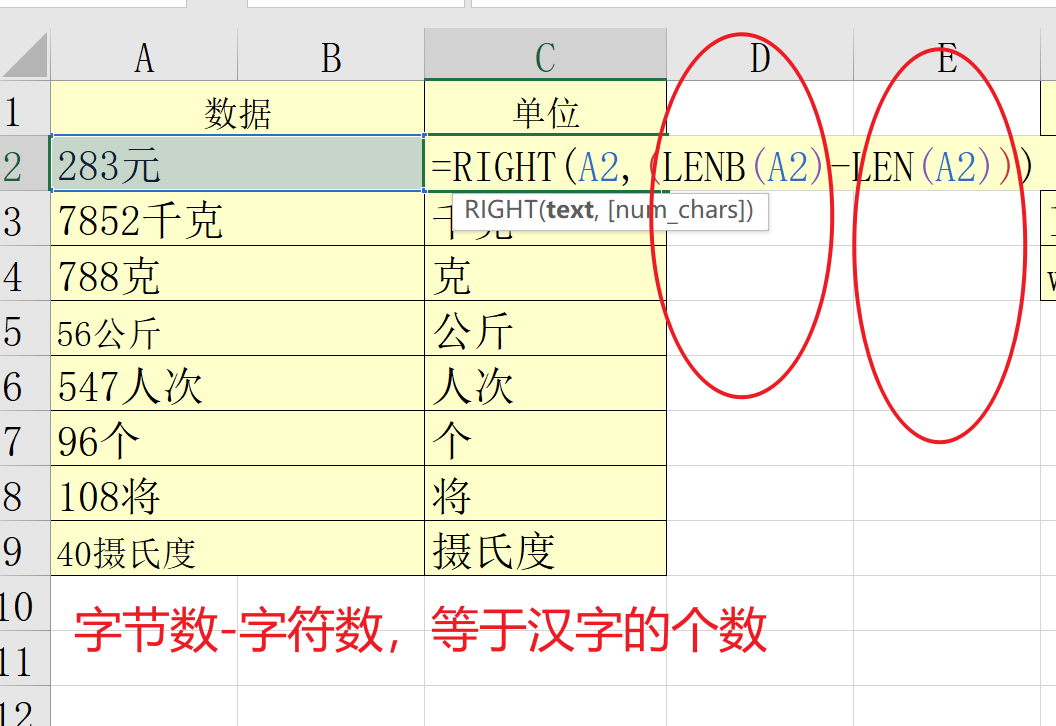 A B C D E
1 数据 单位
2 283元 =RIGHT(A2,(LENB(A2)-LEN(A2)))
RIGHT(text, [num_chars])
3 7852千克 千克
4 788克 克
5 56公斤 公斤
6 547人次 人次
7 96个 个
8 108将 将
9 40摄氏度 摄氏度
10
字节数-字符数，等于汉字的个数
11
12